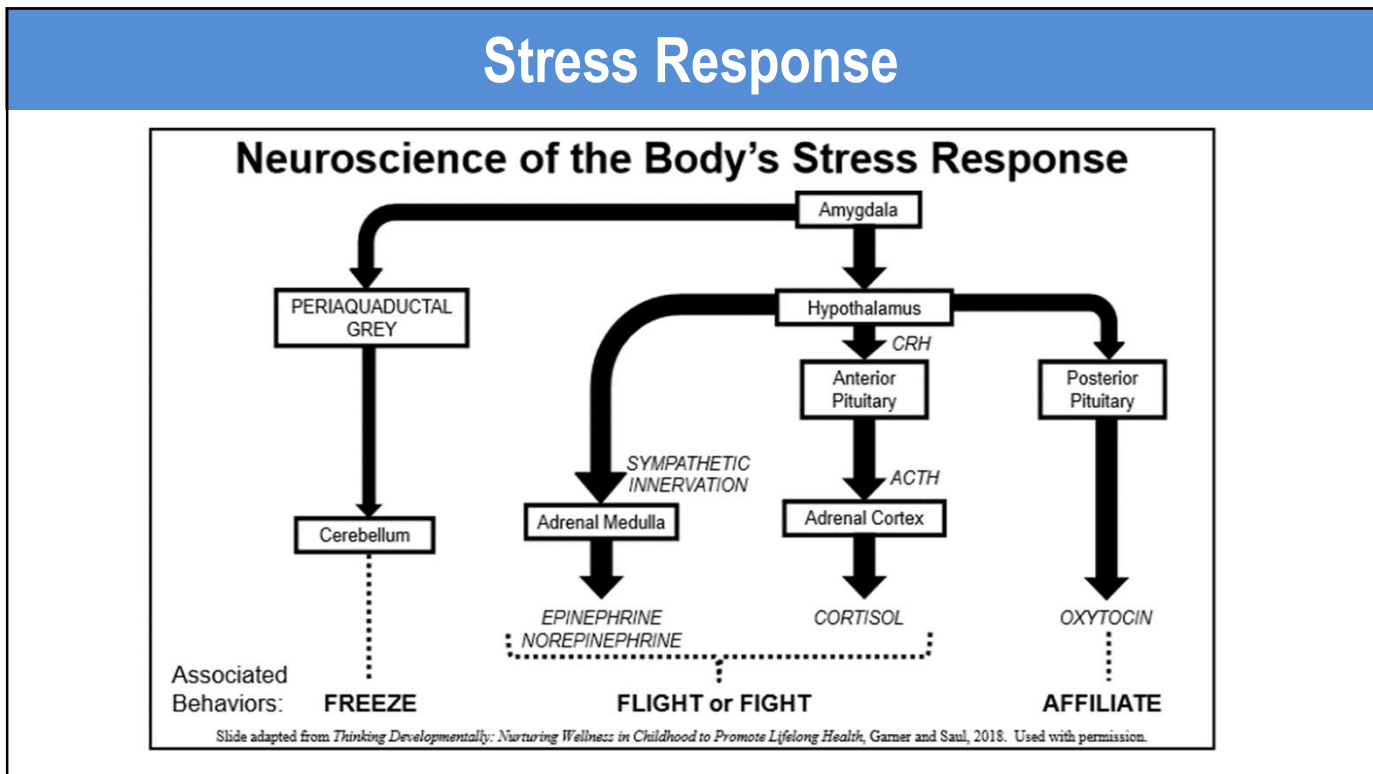 Stress Response
Neuroscience of the Body's Stress Response
Amygdala
PERIAQUADUCTAL
GREY
Hypothalamus
CRH
Anterior
Pituitary
Posterior
Pituitary
SYMPATHETIC
INNERVATION
ACTH
Cerebellum
Adrenal Medulla
Adrenal Cortex
EPINEPHRINE
NOREPINEPHRINE
CORTISOL
OXYTOCIN
Associated
Behaviors:
FREEZE
FLIGHT or FIGHT
AFFILIATE
Slide adapted from Thinking Developmentally: Nurturing Wellness in Childhood to Promote Lifelong Health, Garner and Saul, 2018. Used with permission.